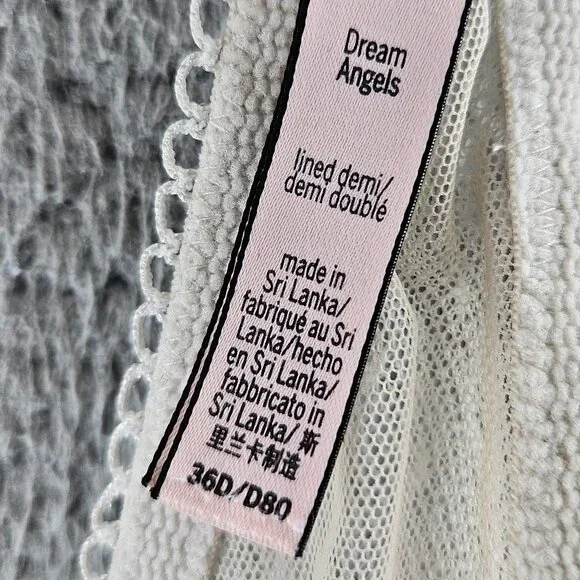 Dream
Angels
lined demi/
demi doublé
made in
Sri Lanka/
fabriqué au Sri
Lanka/hecho
en Sri Lanka/
fabbricato in
Sri Lanka/ 斯
里兰卡制造
36D/D80